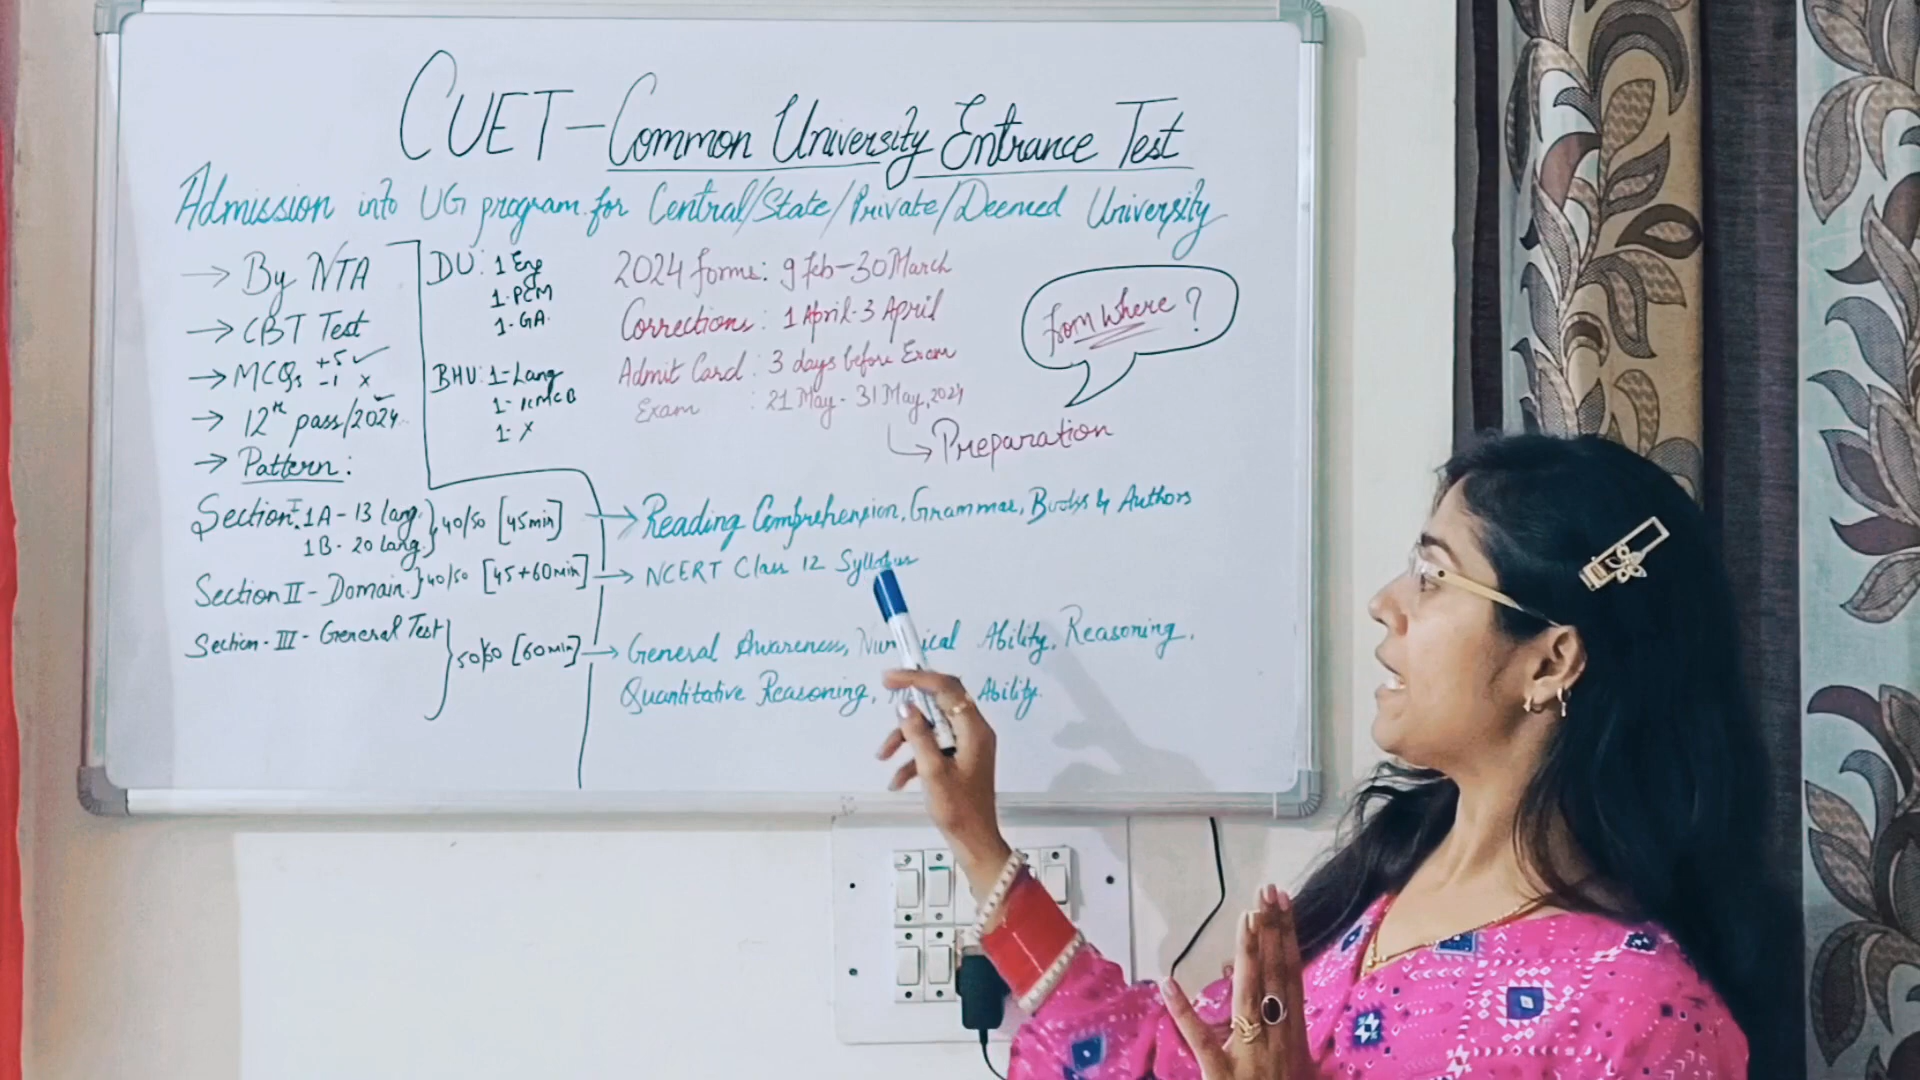 CUET - Common University Entrance Test
Admission into UG program for Central/State/Private/Deemed University
→ By NTA
→ CBT Test
→ MCQs +5 ✓ -1 x
→ 12th pass/2024 ✓
→ Pattern:
DU: 1 Eng
1-PCM
1-GA
BHU: 1-Lang
1-PCMCB
1-X
2024 forms: 9 Feb-30 March
Corrections: 1 April-3 April
Admit Card: 3 days before Exam
Exam : 21 May - 31 May, 2024
↳ Preparation
from where?
Section I. 1A - 13 lang. } 40/50 [45min] → Reading Comprehension, Grammar, Books & Authors
1B - 20 lang.
Section II - Domain } 40/50 [45+60min] → NCERT Class 12 Syllabus
Section - III - General Test } 50/60 [60min] → General Awareness, Ability, Reasoning,
Quantitative Reasoning, Ability.